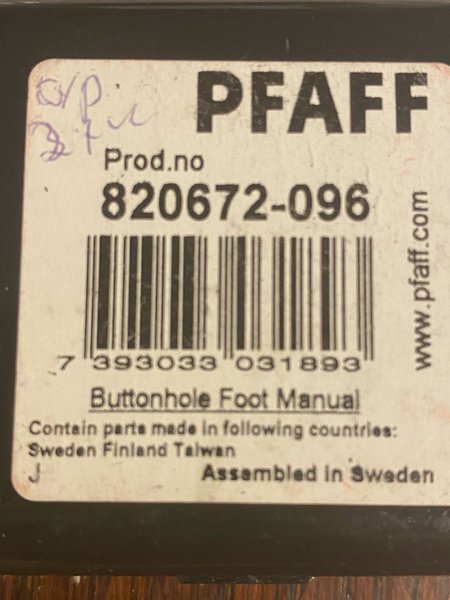 PFAFF
Prod.no
820672-096
7 393033 031893
www.pfaff.com
Buttonhole Foot Manual
Contain parts made in following countries:
Sweden Finland Taiwan
J Assembled in Sweden